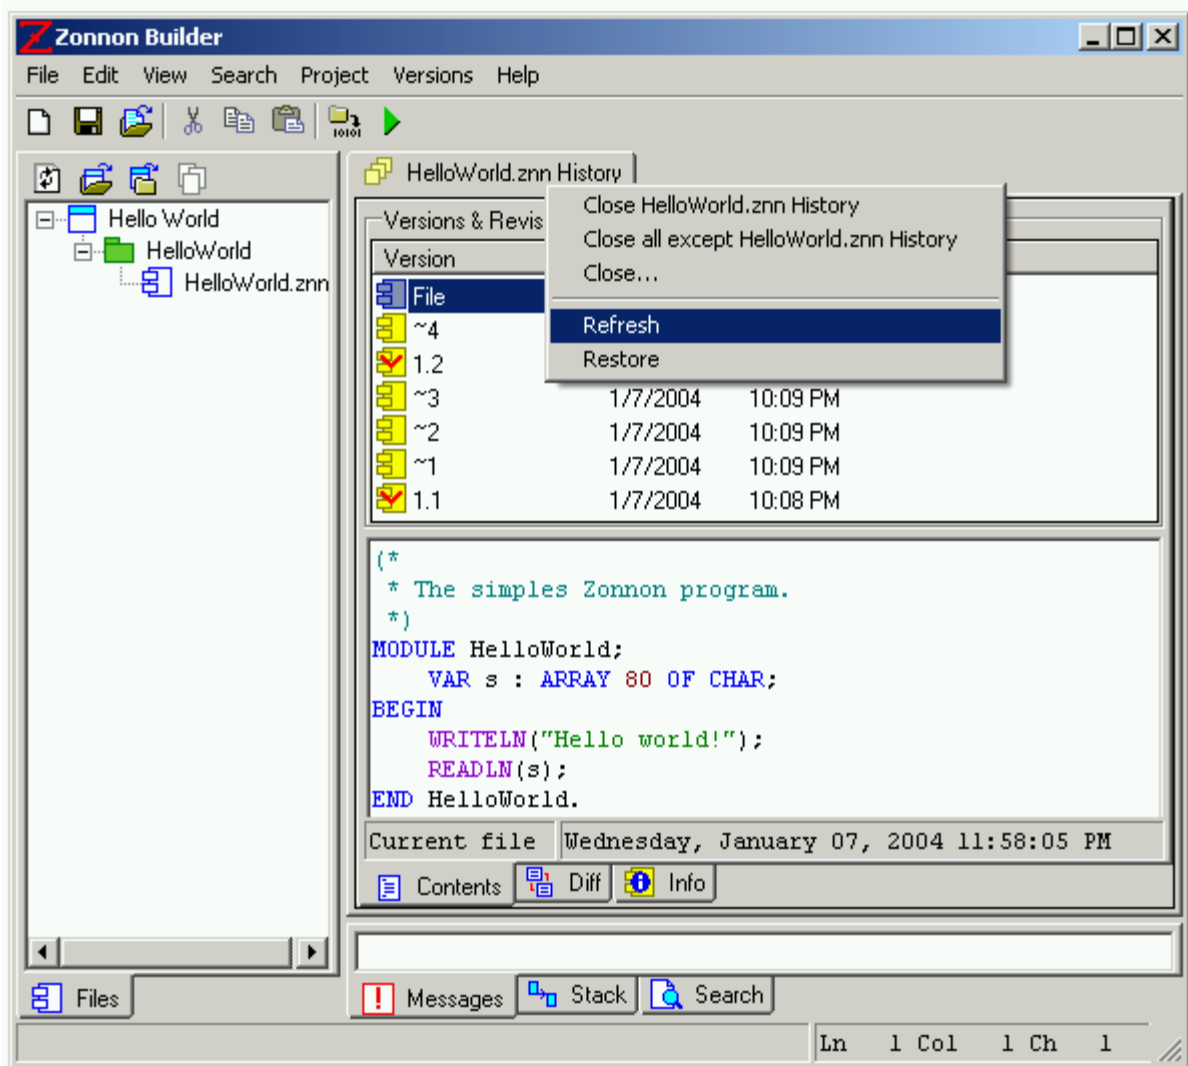 Zonnon Builder
File Edit View Search Project Versions Help
HelloWorld.znn History
Hello World
HelloWorld
HelloWorld.znn
Close HelloWorld.znn History
Close all except HelloWorld.znn History
Close...
Refresh
Restore
Versions & Revis
Version
File
~4
1.2
~3 1/7/2004 10:09 PM
~2 1/7/2004 10:09 PM
~1 1/7/2004 10:09 PM
1.1 1/7/2004 10:08 PM
(*
* The simples Zonnon program.
*)
MODULE HelloWorld;
VAR s : ARRAY 80 OF CHAR;
BEGIN
WRITELN("Hello world!");
READLN(s);
END HelloWorld.
Current file Wednesday, January 07, 2004 11:58:05 PM
Contents Diff Info
Files
Messages Stack Search
Ln 1 Col 1 Ch 1